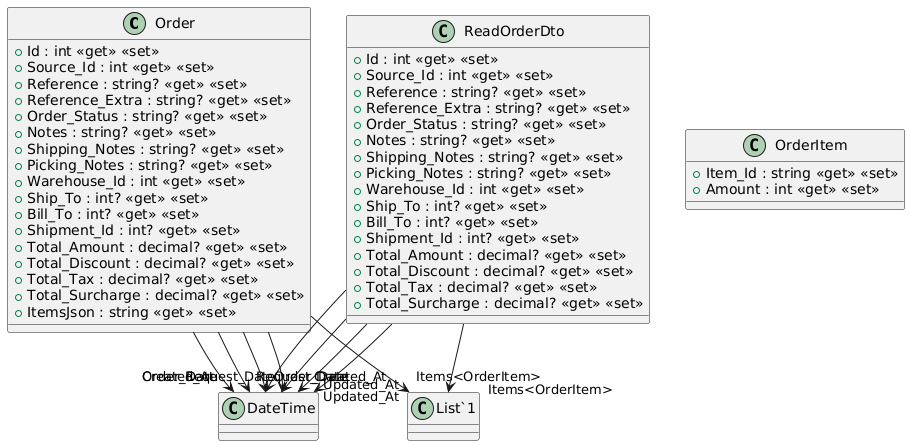 Order
Id : int «get» «set»
Source_Id : int «get» «set»
Reference : string? «get» «set»
Reference_Extra : string? «get» «set»
Order_Status : string? «get» «set»
Notes : string? «get» «set»
Shipping_Notes : string? «get» «set»
Picking_Notes : string? «get» «set»
Warehouse_Id : int «get» «set»
Ship_To : int? «get» «set»
Bill_To : int? «get» «set»
Shipment_Id : int? «get» «set»
Total_Amount : decimal? «get» «set»
Total_Discount : decimal? «get» «set»
Total_Tax : decimal? «get» «set»
Total_Surcharge : decimal? «get» «set»
ItemsJson : string «get» «set»
ReadOrderDto
Id : int «get» «set»
Source_Id : int «get» «set»
Reference : string? «get» «set»
Reference_Extra : string? «get» «set»
Order_Status : string? «get» «set»
Notes : string? «get» «set»
Shipping_Notes : string? «get» «set»
Picking_Notes : string? «get» «set»
Warehouse_Id : int «get» «set»
Ship_To : int? «get» «set»
Bill_To : int? «get» «set»
Shipment_Id : int? «get» «set»
Total_Amount : decimal? «get» «set»
Total_Discount : decimal? «get» «set»
Total_Tax : decimal? «get» «set»
Total_Surcharge : decimal? «get» «set»
OrderItem
Item_Id : string «get» «set»
Amount : int «get» «set»
Items<OrderItem>
Updated_At
Updated_At
Items<OrderItem>
DateTime
List`1